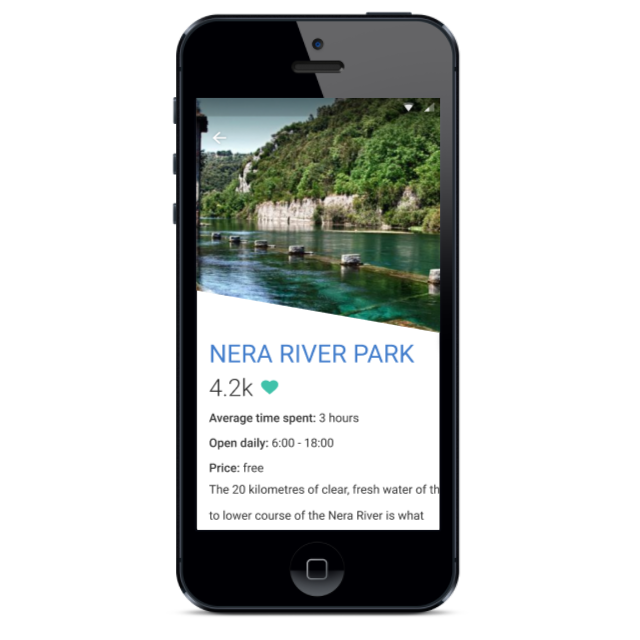 NERA RIVER PARK
4.2k
Average time spent: 3 hours
Open daily: 6:00 - 18:00
Price: free
The 20 kilometres of clear, fresh water of th
to lower course of the Nera River is what